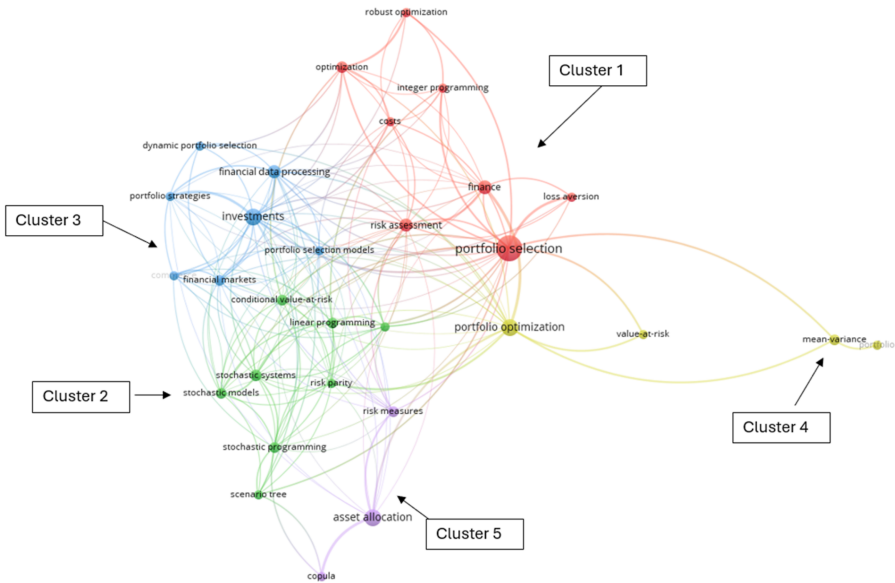 robust optimization
optimization
Cluster 1
integer programming
costs
dynamic portfolio selection
financial data processing
finance
portfolio strategies
loss aversion
investments
Cluster 3
risk assessment
portfolio selection
portfolio selection models
financial markets
conditional value-at-risk
linear programming
portfolio optimization
value-at-risk
mean-variance
portfolio
stochastic systems
risk parity
Cluster 2
stochastic models
risk measures
Cluster 4
stochastic programming
scenario tree
asset allocation
Cluster 5
copula